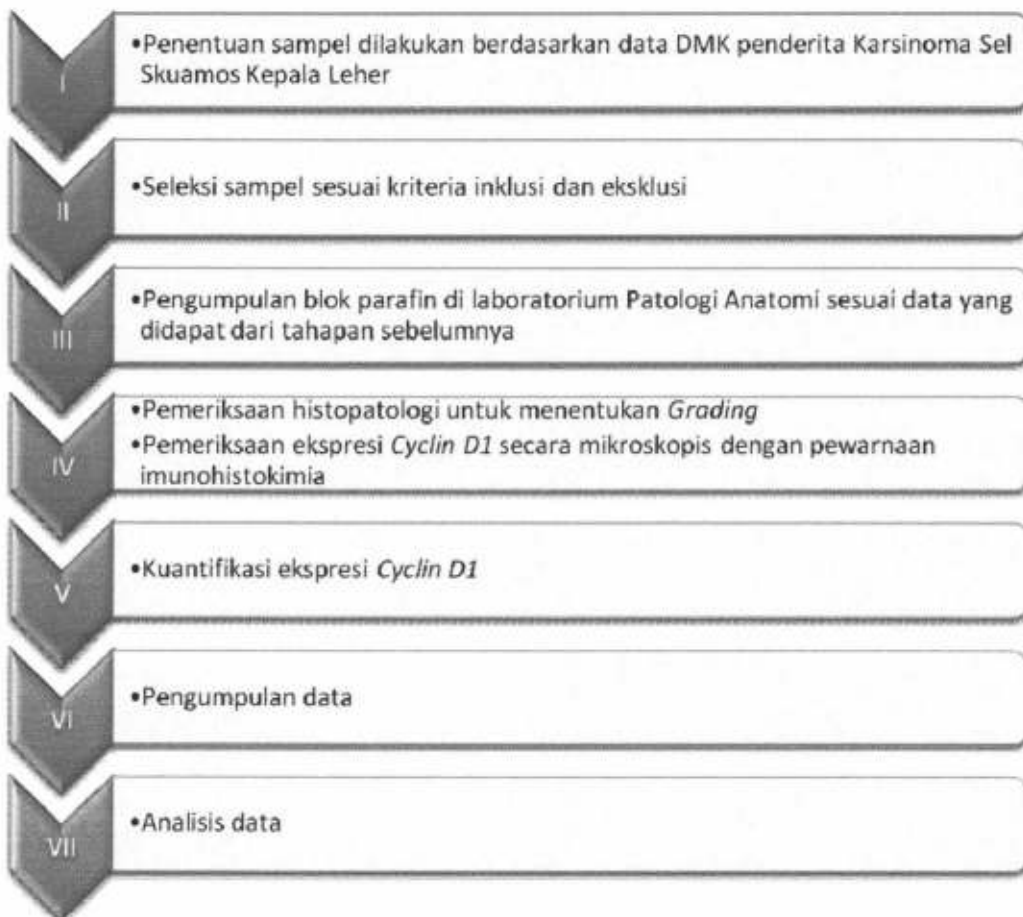 I
•Penentuan sampel dilakukan berdasarkan data DMK penderita Karsinoma Sel
Skuamos Kepala Leher
II
•Seleksi sampel sesuai kriteria inklusi dan eksklusi
III
•Pengumpulan blok parafin di laboratorium Patologi Anatomi sesuai data yang
didapat dari tahapan sebelumnya
IV
•Pemeriksaan histopatologi untuk menentukan Grading
•Pemeriksaan ekspresi Cyclin D1 secara mikroskopis dengan pewarnaan
imunohistokimia
V
•Kuantifikasi ekspresi Cyclin D1
VI
•Pengumpulan data
VII
•Analisis data